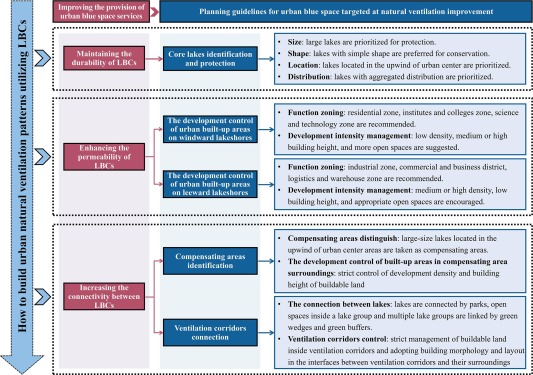 How to build urban natural ventilation patterns utilizing LBCs
Improving the provision of
urban blue space services
Planning guidelines for urban blue space targeted at natural ventilation improvement
Maintaining the
durability of LBCs
Core lakes identification
and protection
• Size: large lakes are prioritized for protection.
• Shape: lakes with simple shape are preferred for conservation.
• Location: lakes located in the upwind of urban center are prioritized.
• Distribution: lakes with aggregated distribution are prioritized.
Enhancing the
permeability of
LBCs
The development control
of urban built-up areas
on windward lakeshores
• Function zoning: residential zone, institutes and colleges zone, science
and technology zone are recommended.
• Development intensity management: low density, medium or high
building height, and more open spaces are suggested.
The development control
of urban built-up areas
on leeward lakeshores
• Function zoning: industrial zone, commercial and business district,
logistics and warehouse zone are recommended.
• Development intensity management: medium or high density, low
building height, and appropriate open spaces are encouraged.
Increasing the
connectivity between
LBCs
Compensating areas
identification
• Compensating areas distinguish: large-size lakes located in the
upwind of urban center areas are taken as compensating areas.
• The development control of built-up areas in compensating area
surroundings: strict control of development density and building
height of buildable land
Ventilation corridors
connection
• The connection between lakes: lakes are connected by parks, open
spaces inside a lake group and multiple lake groups are linked by green
wedges and green buffers.
• Ventilation corridors control: strict management of buildable land
inside ventilation corridors and adopting building morphology and layout
in the interfaces between ventilation corridors and their surroundings